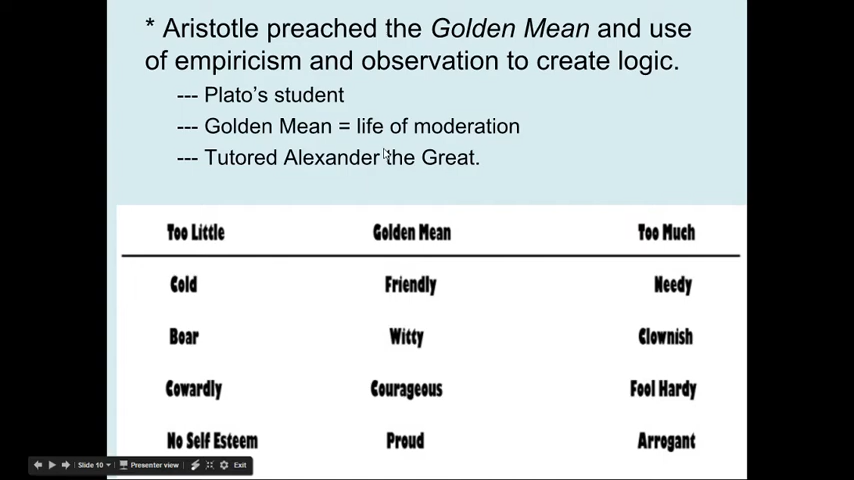 * Aristotle preached the Golden Mean and use
of empiricism and observation to create logic.
--- Plato's student
--- Golden Mean = life of moderation
--- Tutored Alexander the Great.
Too Little Golden Mean Too Much
Cold Friendly Needy
Boar Witty Clownish
Cowardly Courageous Fool Hardy
No Self Esteem Proud Arrogant
Slide 10 Presenter view Exit